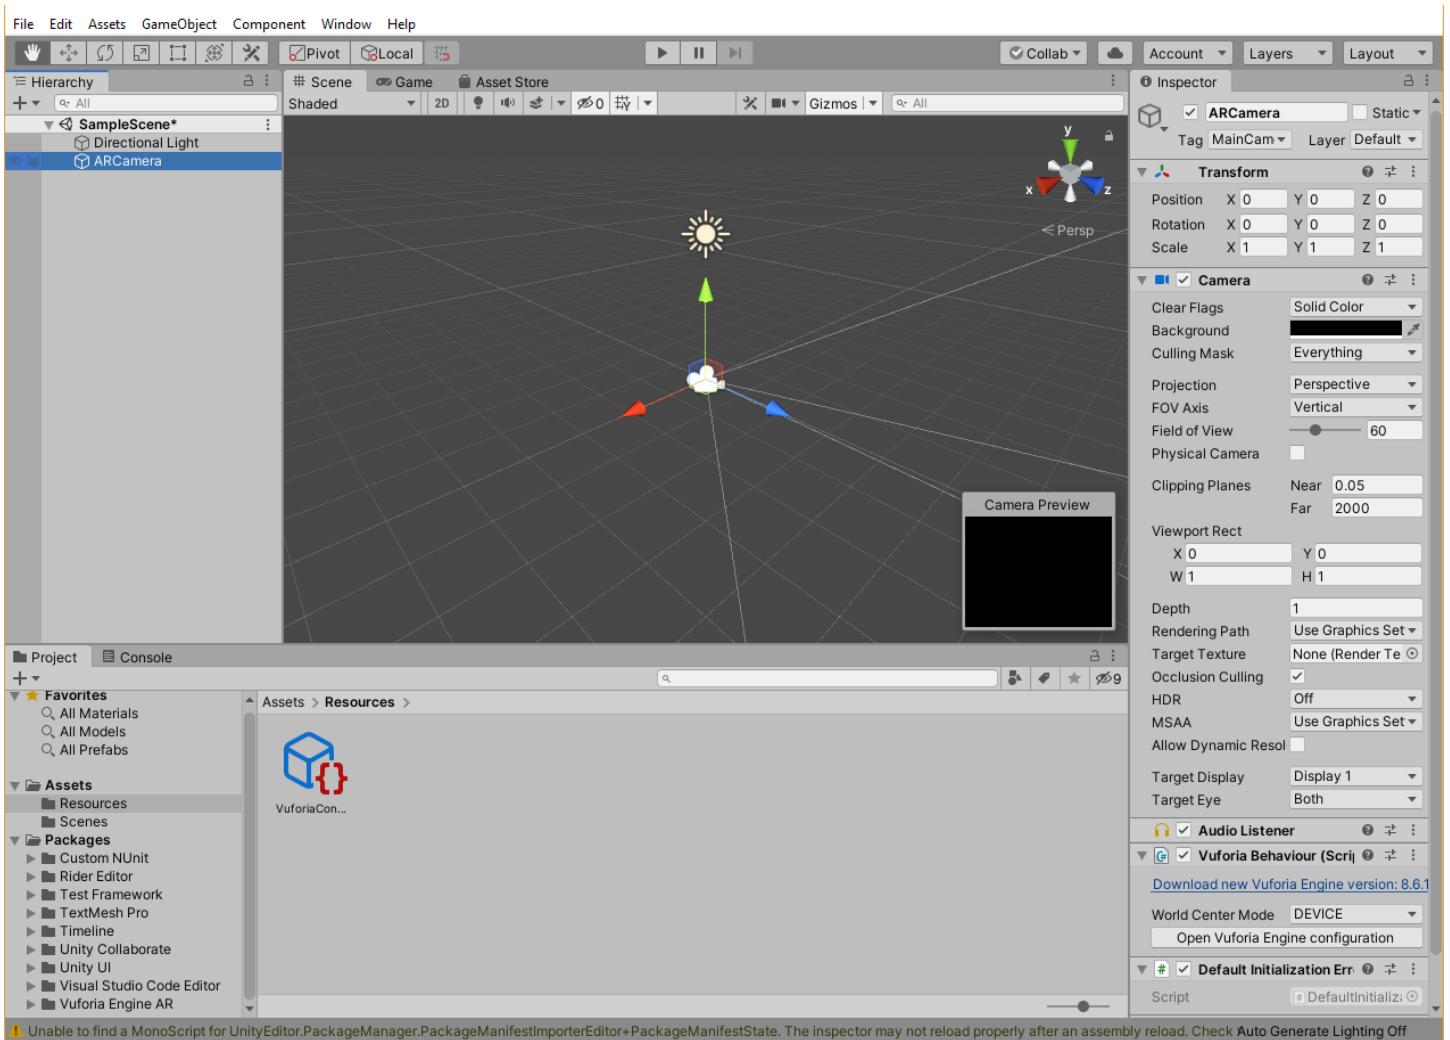 File Edit Assets GameObject Component Window Help
Pivot Local Collab Account Layers Layout
Hierarchy
All
SampleScene*
Directional Light
ARCamera
Scene Game Asset Store
Shaded 2D 0 Gizmos All
y
x z
Persp
Camera Preview
Project Console
9
Favorites
All Materials
All Models
All Prefabs
Assets
Resources
Scenes
Packages
Custom NUnit
Rider Editor
Test Framework
TextMesh Pro
Timeline
Unity Collaborate
Unity UI
Visual Studio Code Editor
Vuforia Engine AR
Assets > Resources >
VuforiaCon...
Inspector
ARCamera Static
Tag MainCam Layer Default
Transform
Position X 0 Y 0 Z 0
Rotation X 0 Y 0 Z 0
Scale X 1 Y 1 Z 1
Camera
Clear Flags Solid Color
Background
Culling Mask Everything
Projection Perspective
FOV Axis Vertical
Field of View 60
Physical Camera
Clipping Planes Near 0.05
Far 2000
Viewport Rect
X 0 Y 0
W 1 H 1
Depth 1
Rendering Path Use Graphics Set
Target Texture None (Render Te
Occlusion Culling
HDR Off
MSAA Use Graphics Set
Allow Dynamic Resol
Target Display Display 1
Target Eye Both
Audio Listener
Vuforia Behaviour (Scri
Download new Vuforia Engine version: 8.6.1
World Center Mode DEVICE
Open Vuforia Engine configuration
Default Initialization Err
Script DefaultInitializ
Unable to find a MonoScript for UnityEditor.PackageManager.PackageManifestImporterEditor+PackageManifestState. The inspector may not reload properly after an assembly reload. Check Auto Generate Lighting Off